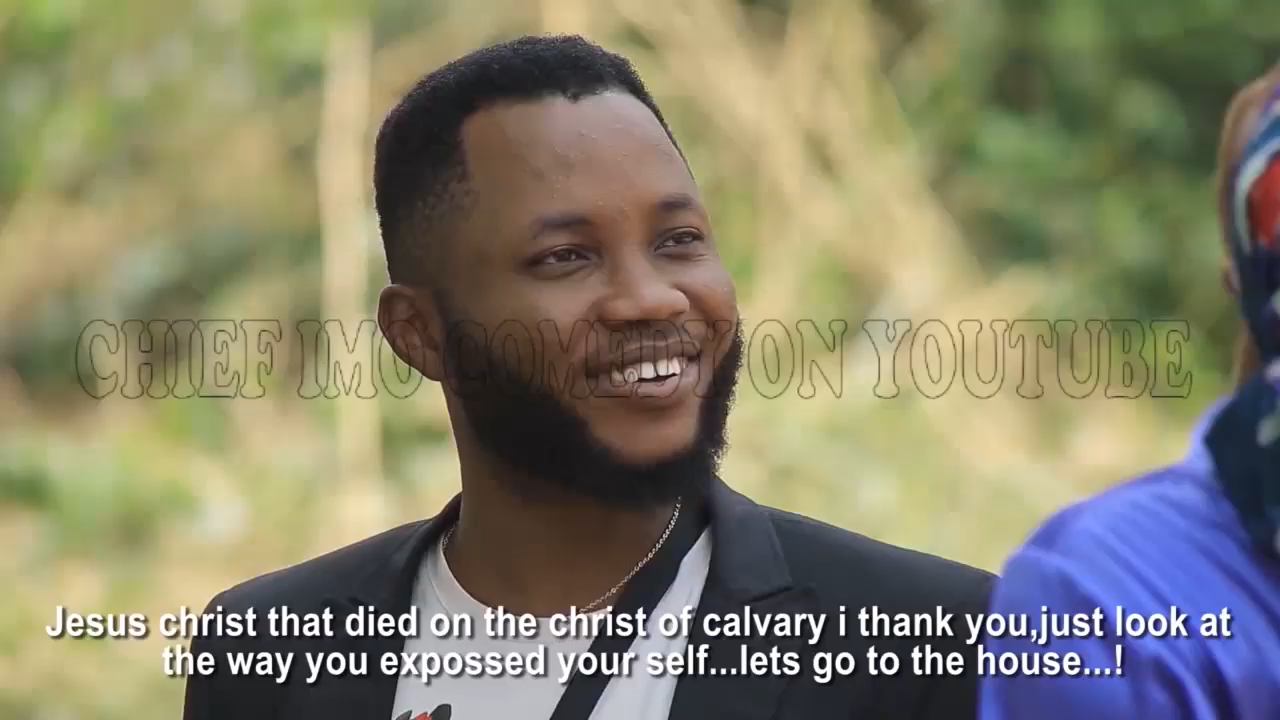 CHIEF IMO COMEDY ON YOUTUBE
Jesus christ that died on the christ of calvary i thank you,just look at
the way you expossed your self...lets go to the house...!